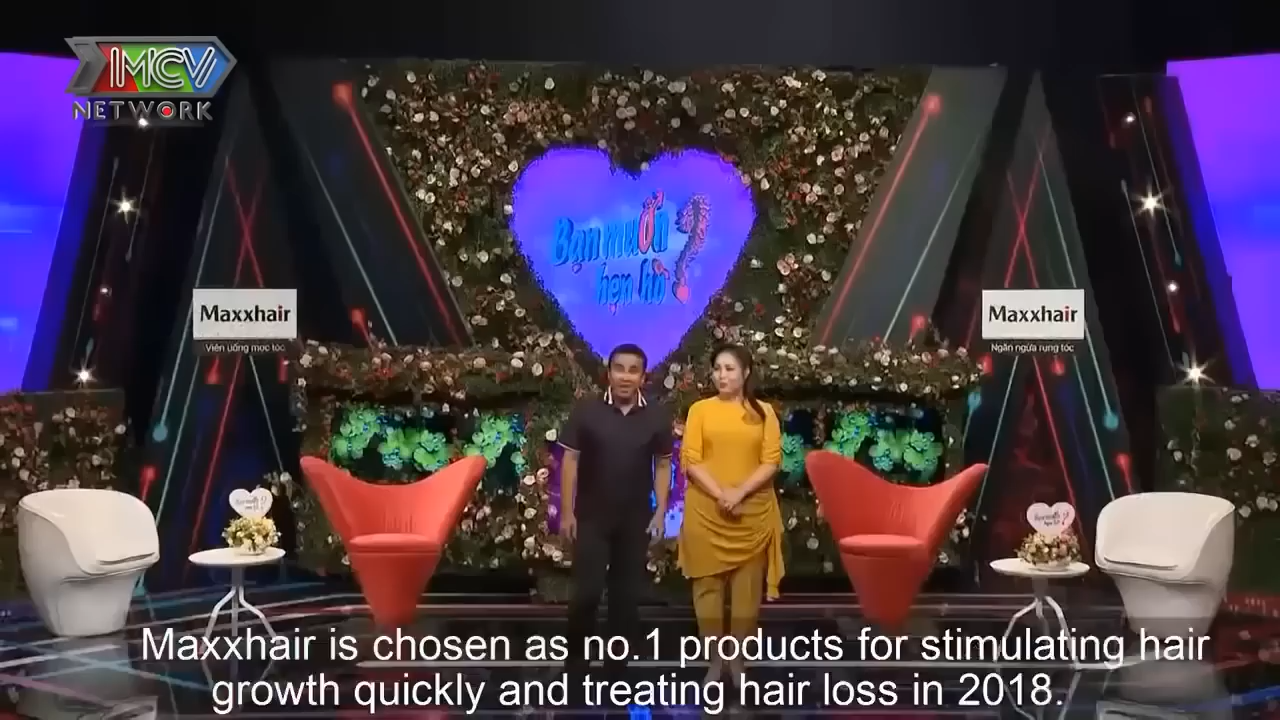 MCV
NETWORK
Bạn muốn
hẹn hò ?
Maxxhair
Viên uống mọc tóc
Maxxhair
Ngăn ngừa rụng tóc
Maxxhair is chosen as no.1 products for stimulating hair
growth quickly and treating hair loss in 2018.